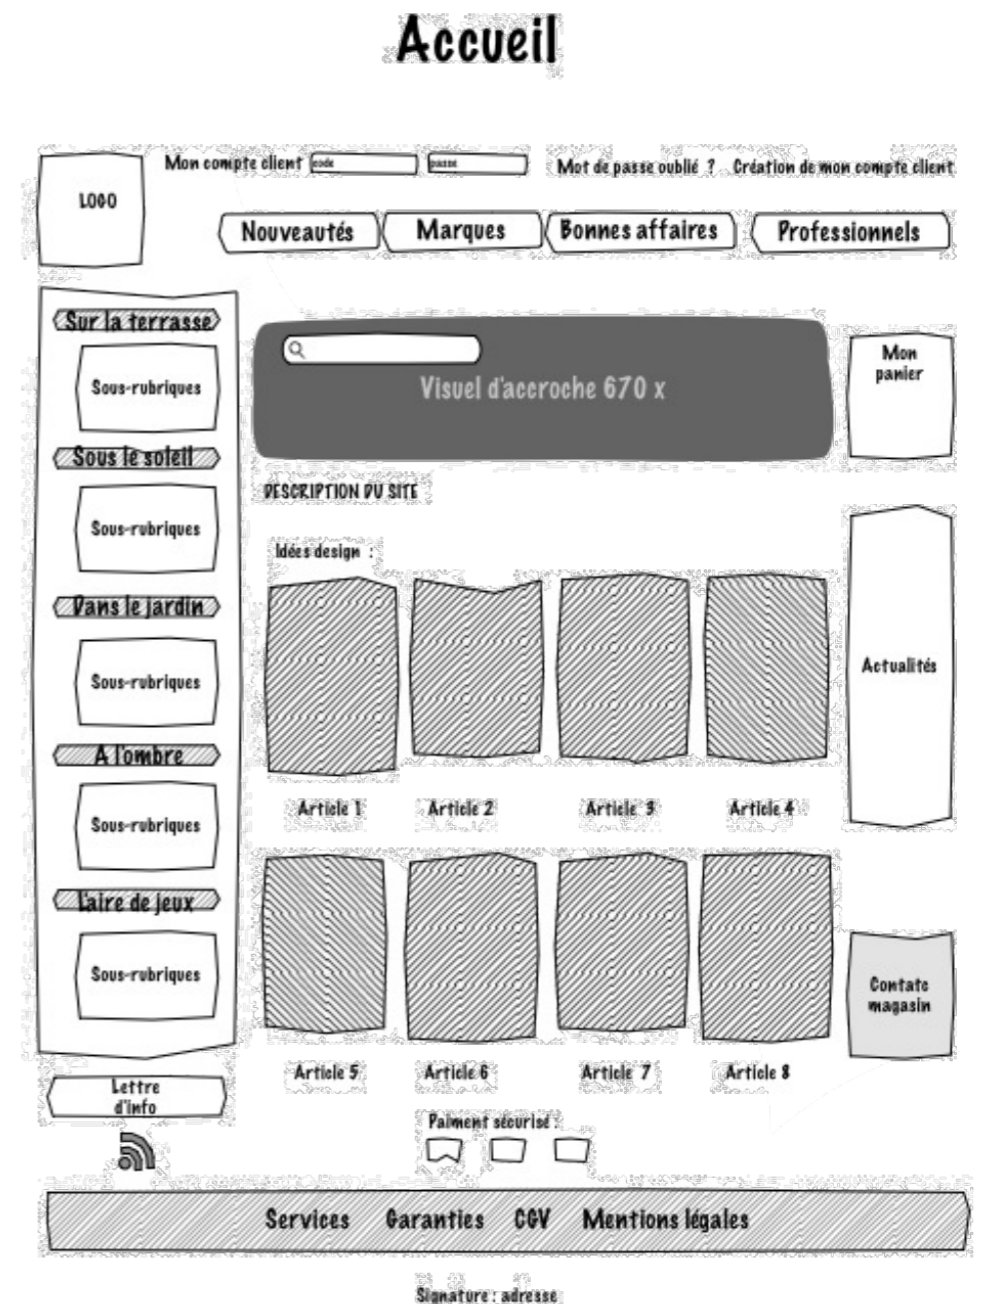 Accueil
Mon compte client code passe Mot de passe oublié ? Création de mon compte client
LOGO
Nouveautés Marques Bonnes affaires Professionnels
Sur la terrasse
Sous-rubriques
Sous le soleil
Sous-rubriques
Dans le jardin
Sous-rubriques
A l'ombre
Sous-rubriques
L'aire de jeux
Sous-rubriques
Lettre
d'info
Visuel d'accroche 670 x
DESCRIPTION DU SITE
Idées design :
Article 1 Article 2 Article 3 Article 4
Article 5 Article 6 Article 7 Article 8
Mon
panier
Actualités
Contatc
magasin
Paiment sécurisé :
Services Garanties CGV Mentions légales
Signature : adresse